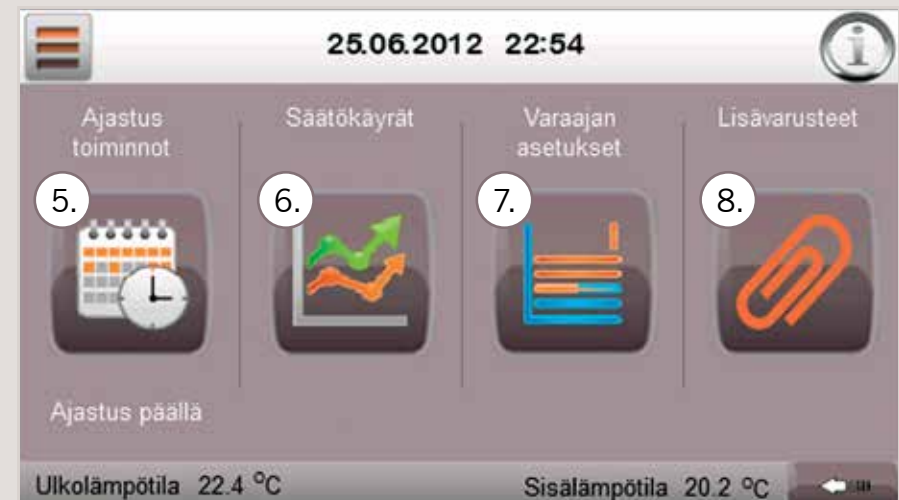 25.06.2012 22:54
Ajastus
toiminnot
Säätökäyrät
Varaajan
asetukset
Lisävarusteet
5.
6.
7.
8.
Ajastus päällä
Ulkolämpötila 22.4 °C
Sisälämpötila 20.2 °C